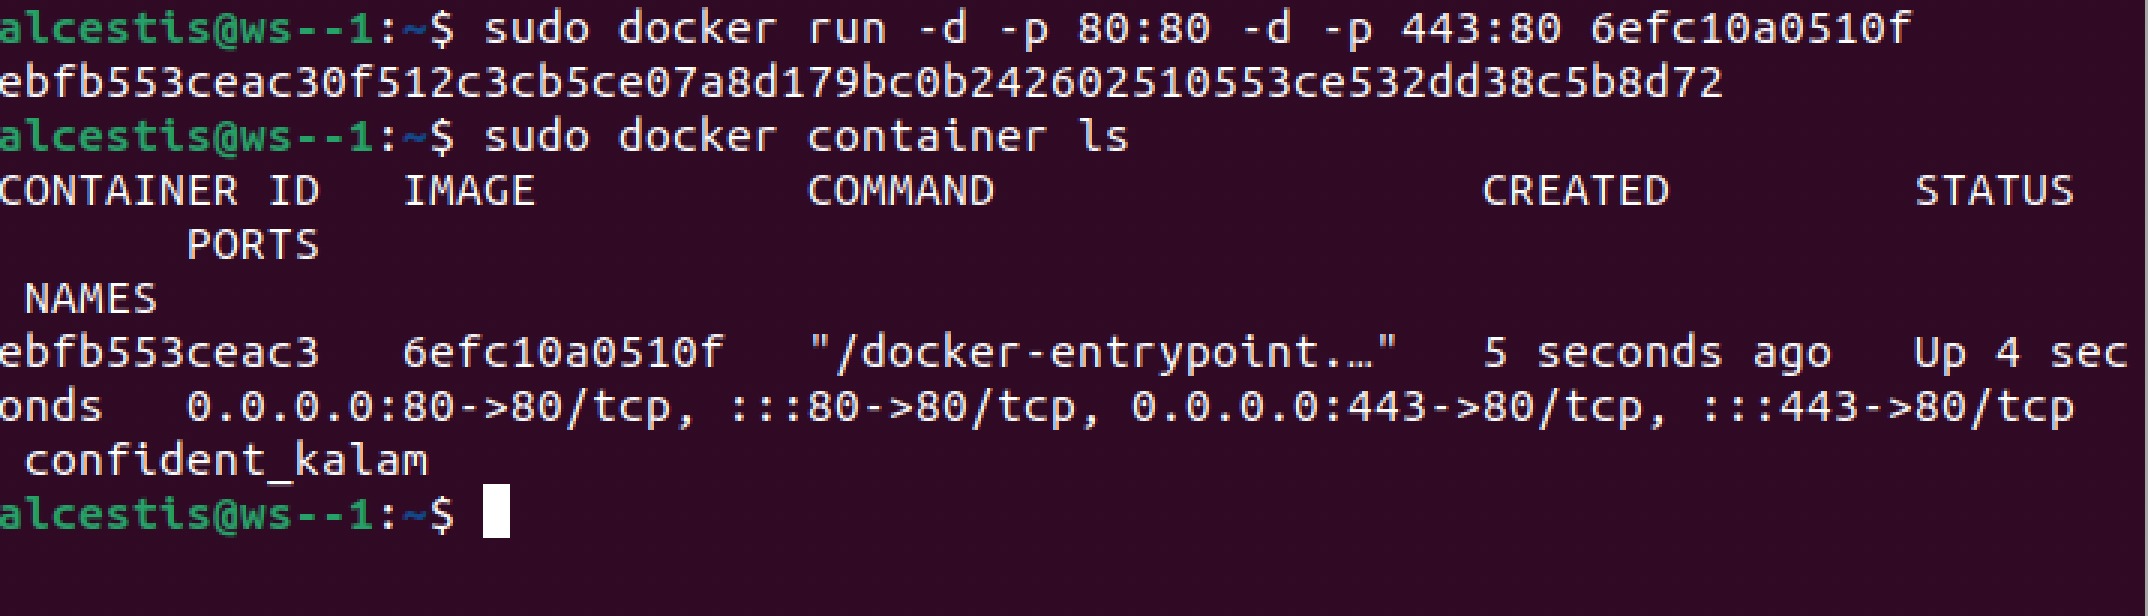 alcestis@ws--1:~$ sudo docker run -d -p 80:80 -d -p 443:80 6efc10a0510f
ebfb553ceac30f512c3cb5ce07a8d179bc0b242602510553ce532dd38c5b8d72
alcestis@ws--1:~$ sudo docker container ls
CONTAINER ID   IMAGE          COMMAND                  CREATED         STATUS
       PORTS
 NAMES
ebfb553ceac3   6efc10a0510f   "/docker-entrypoint.…"   5 seconds ago   Up 4 sec
onds   0.0.0.0:80->80/tcp, :::80->80/tcp, 0.0.0.0:443->80/tcp, :::443->80/tcp
 confident_kalam
alcestis@ws--1:~$